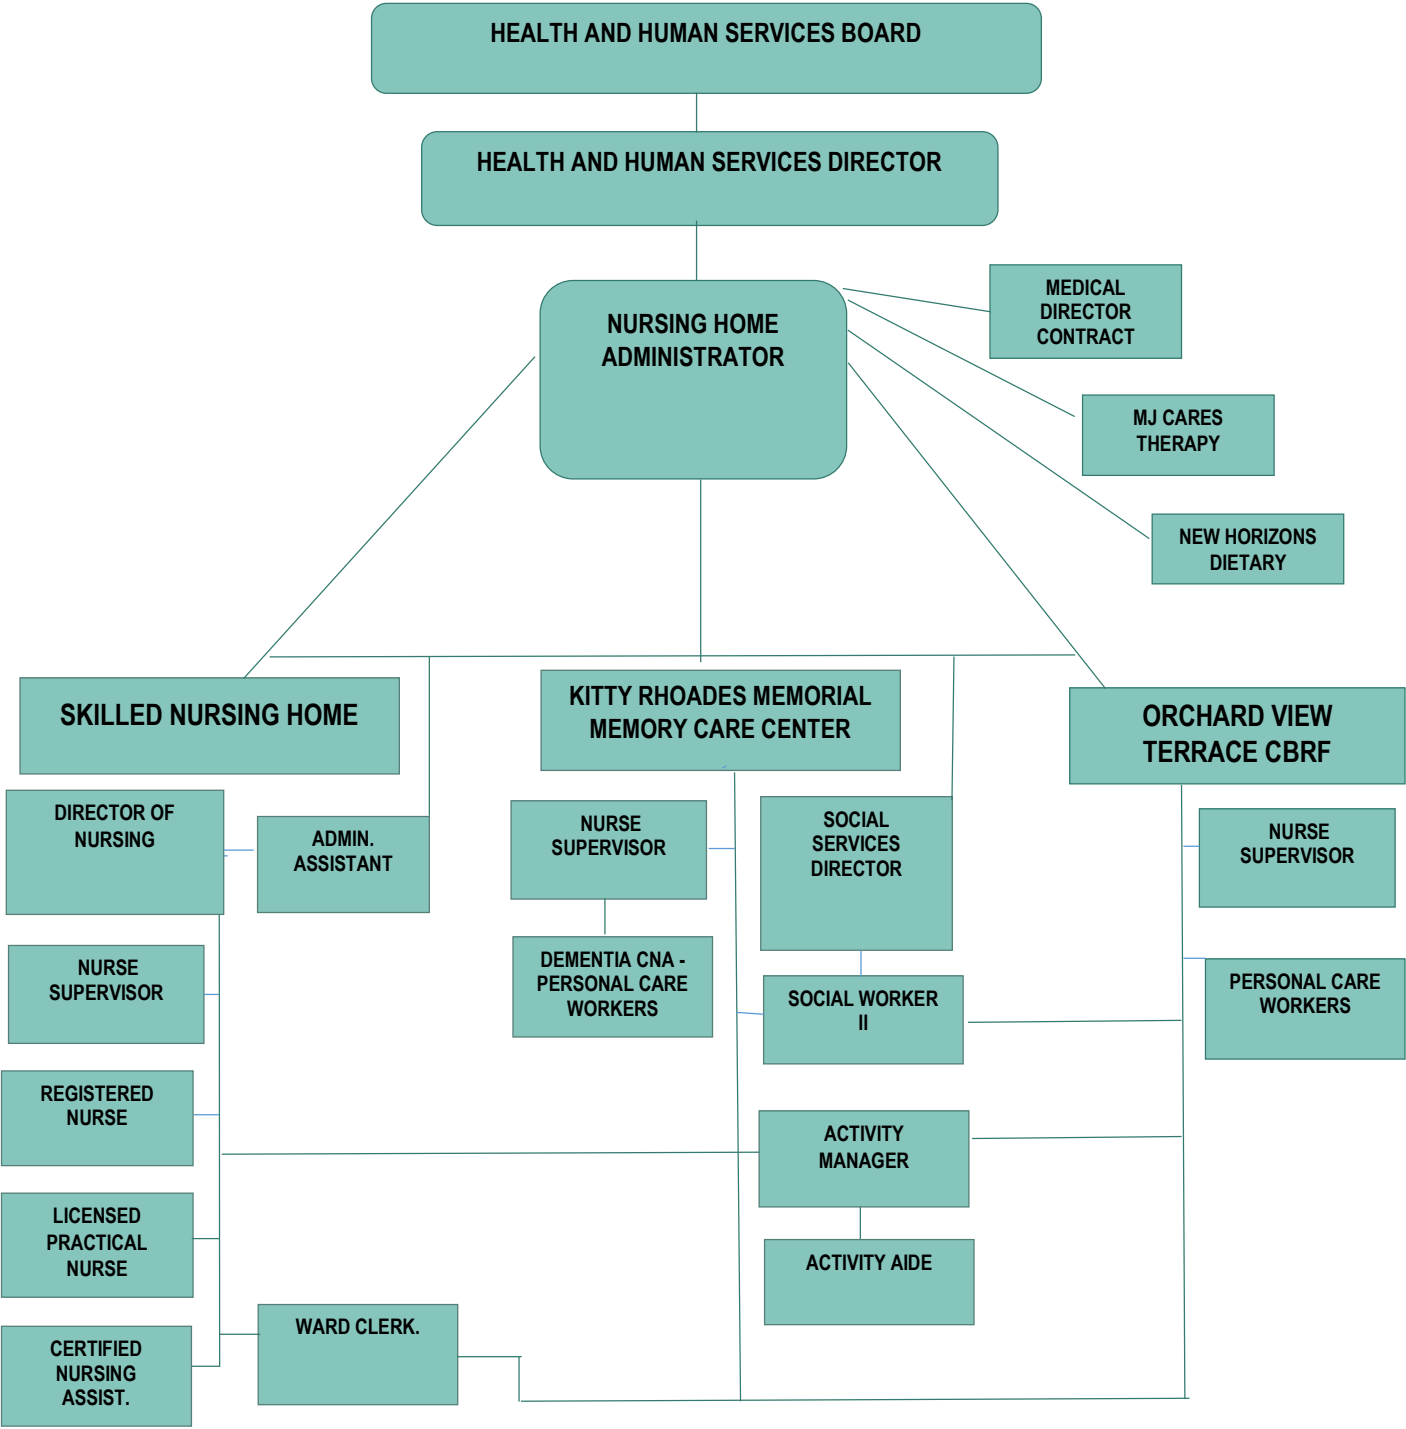 HEALTH AND HUMAN SERVICES BOARD
HEALTH AND HUMAN SERVICES DIRECTOR
NURSING HOME
ADMINISTRATOR
MEDICAL
DIRECTOR
CONTRACT
MJ CARES
THERAPY
NEW HORIZONS
DIETARY
SKILLED NURSING HOME
KITTY RHOADES MEMORIAL
MEMORY CARE CENTER
ORCHARD VIEW
TERRACE CBRF
DIRECTOR OF
NURSING
ADMIN.
ASSISTANT
NURSE
SUPERVISOR
SOCIAL
SERVICES
DIRECTOR
NURSE
SUPERVISOR
NURSE
SUPERVISOR
DEMENTIA CNA -
PERSONAL CARE
WORKERS
SOCIAL WORKER
II
PERSONAL CARE
WORKERS
REGISTERED
NURSE
ACTIVITY
MANAGER
LICENSED
PRACTICAL
NURSE
ACTIVITY AIDE
WARD CLERK.
CERTIFIED
NURSING
ASSIST.